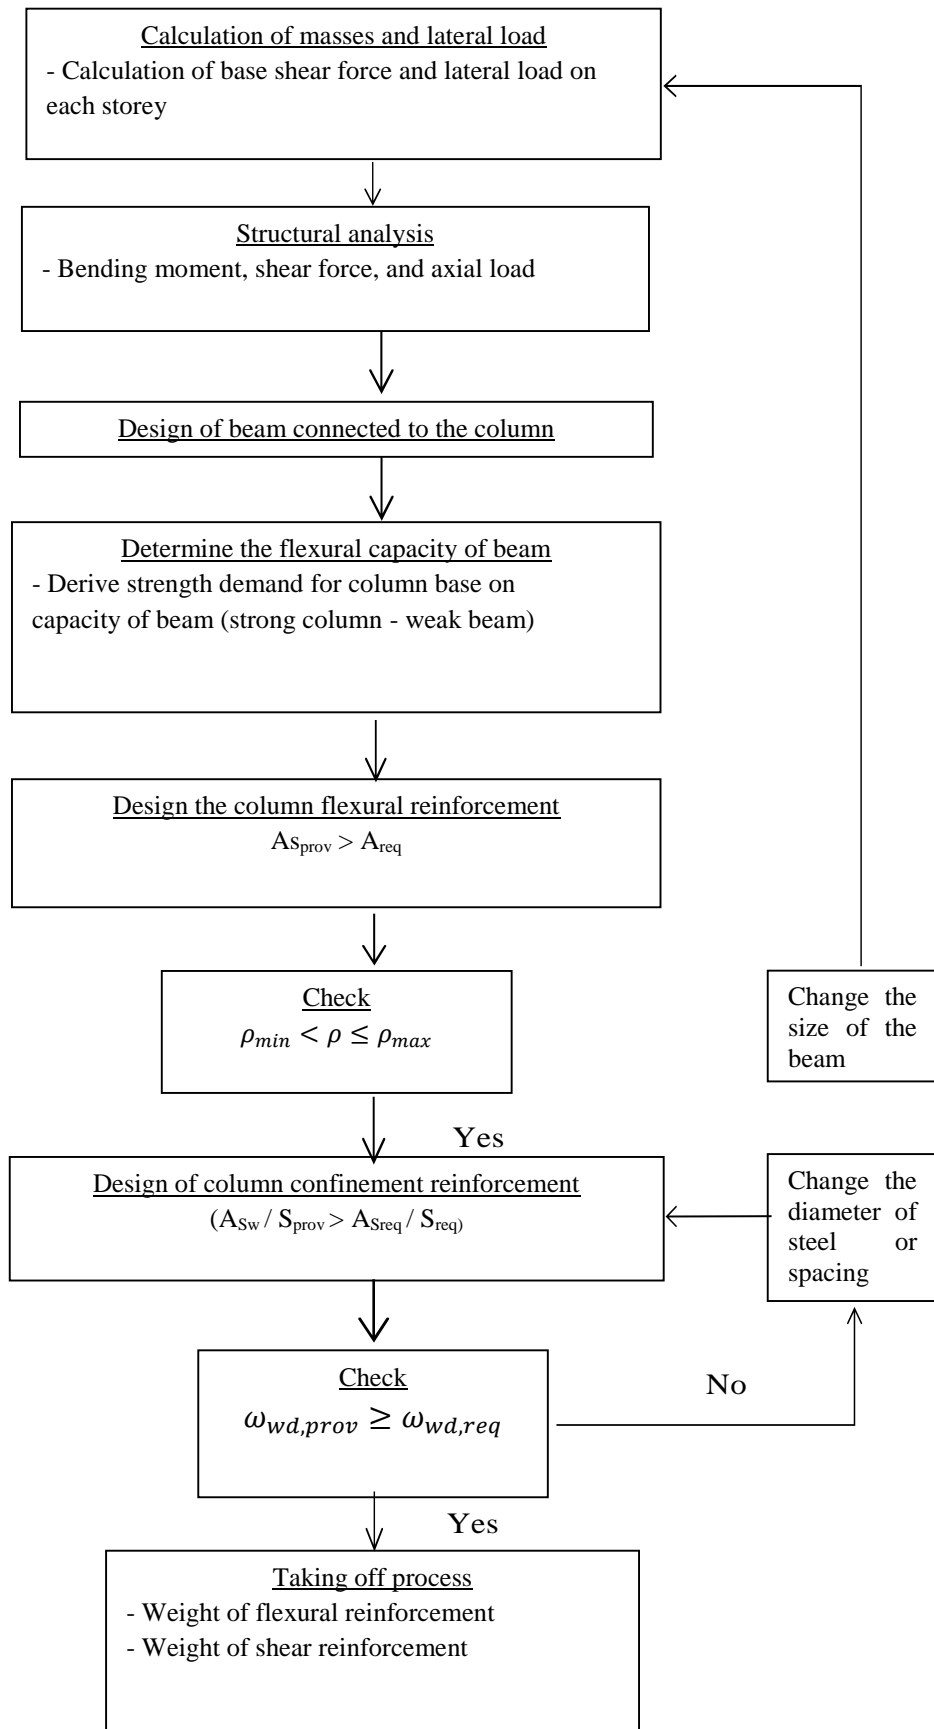 Calculation of masses and lateral load
- Calculation of base shear force and lateral load on
each storey
Structural analysis
- Bending moment, shear force, and axial load
Design of beam connected to the column
Determine the flexural capacity of beam
- Derive strength demand for column base on
capacity of beam (strong column - weak beam)
Design the column flexural reinforcement
As_prov > A_req
Check
ρ_min < ρ ≤ ρ_max
Change the
size of the
beam
Yes
Design of column confinement reinforcement
(A_Sw / S_prov > A_Sreq / S_req)
Change the
diameter of
steel or
spacing
Check
ω_wd,prov ≥ ω_wd,req
No
Yes
Taking off process
- Weight of flexural reinforcement
- Weight of shear reinforcement